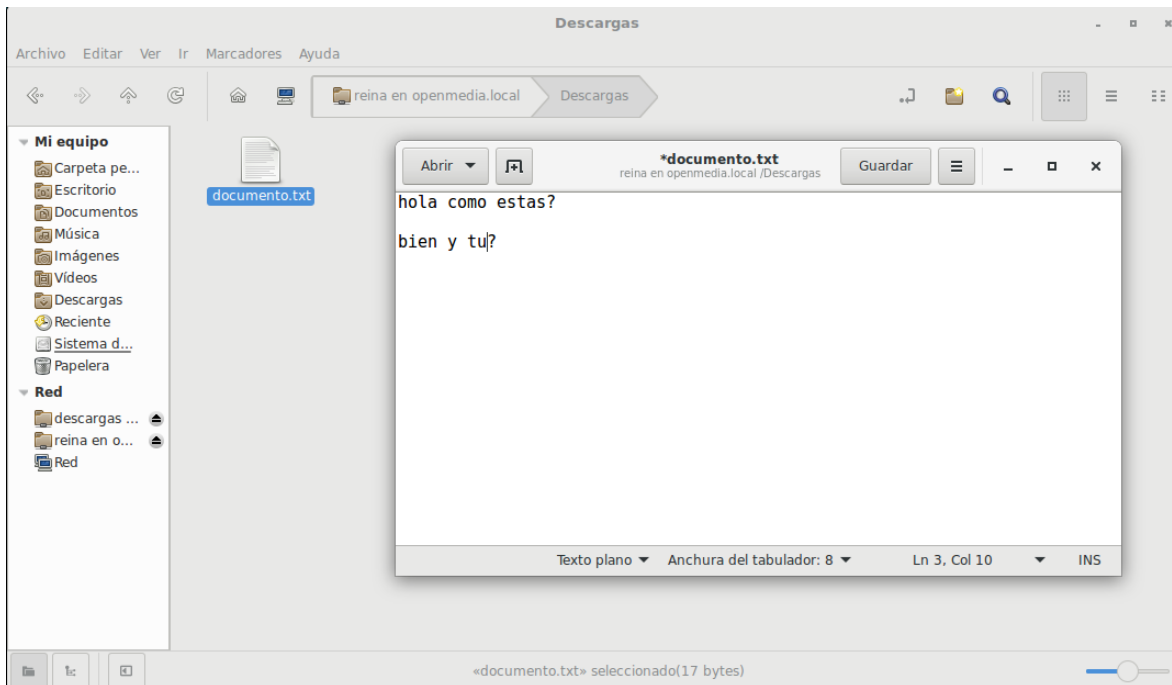 Descargas
Archivo Editar Ver Ir Marcadores Ayuda
reina en openmedia.local Descargas
Mi equipo
Carpeta pe...
Escritorio
Documentos
Música
Imágenes
Vídeos
Descargas
Reciente
Sistema d...
Papelera
Red
descargas ...
reina en o...
Red
documento.txt
Abrir
*documento.txt
reina en openmedia.local /Descargas
Guardar
hola como estas?
bien y tu?
Texto plano Anchura del tabulador: 8 Ln 3, Col 10 INS
«documento.txt» seleccionado(17 bytes)